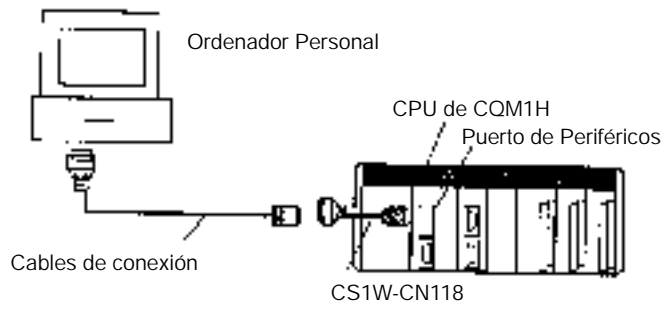 Ordenador Personal
CPU de CQM1H
Puerto de Periféricos
Cables de conexión
CS1W-CN118